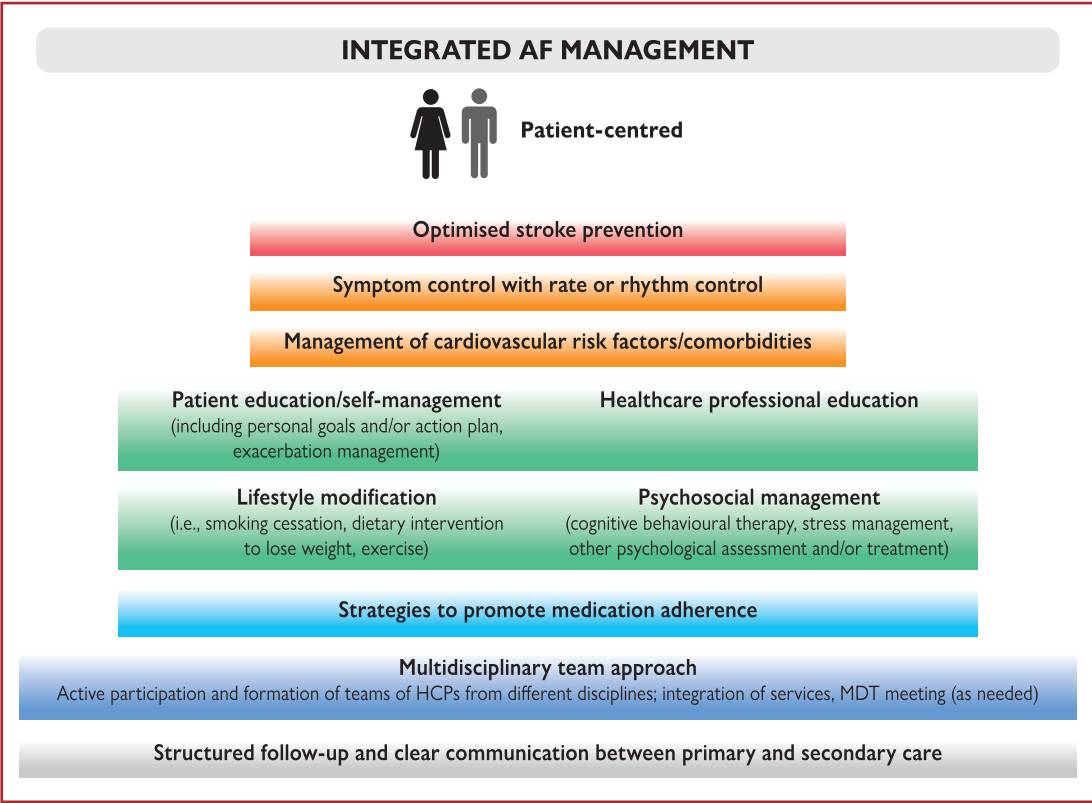 INTEGRATED AF MANAGEMENT
Patient-centred
Optimised stroke prevention
Symptom control with rate or rhythm control
Management of cardiovascular risk factors/comorbidities
Patient education/self-management
(including personal goals and/or action plan,
exacerbation management)
Healthcare professional education
Lifestyle modification
(i.e., smoking cessation, dietary intervention
to lose weight, exercise)
Psychosocial management
(cognitive behavioural therapy, stress management,
other psychological assessment and/or treatment)
Strategies to promote medication adherence
Multidisciplinary team approach
Active participation and formation of teams of HCPs from different disciplines; integration of services, MDT meeting (as needed)
Structured follow-up and clear communication between primary and secondary care